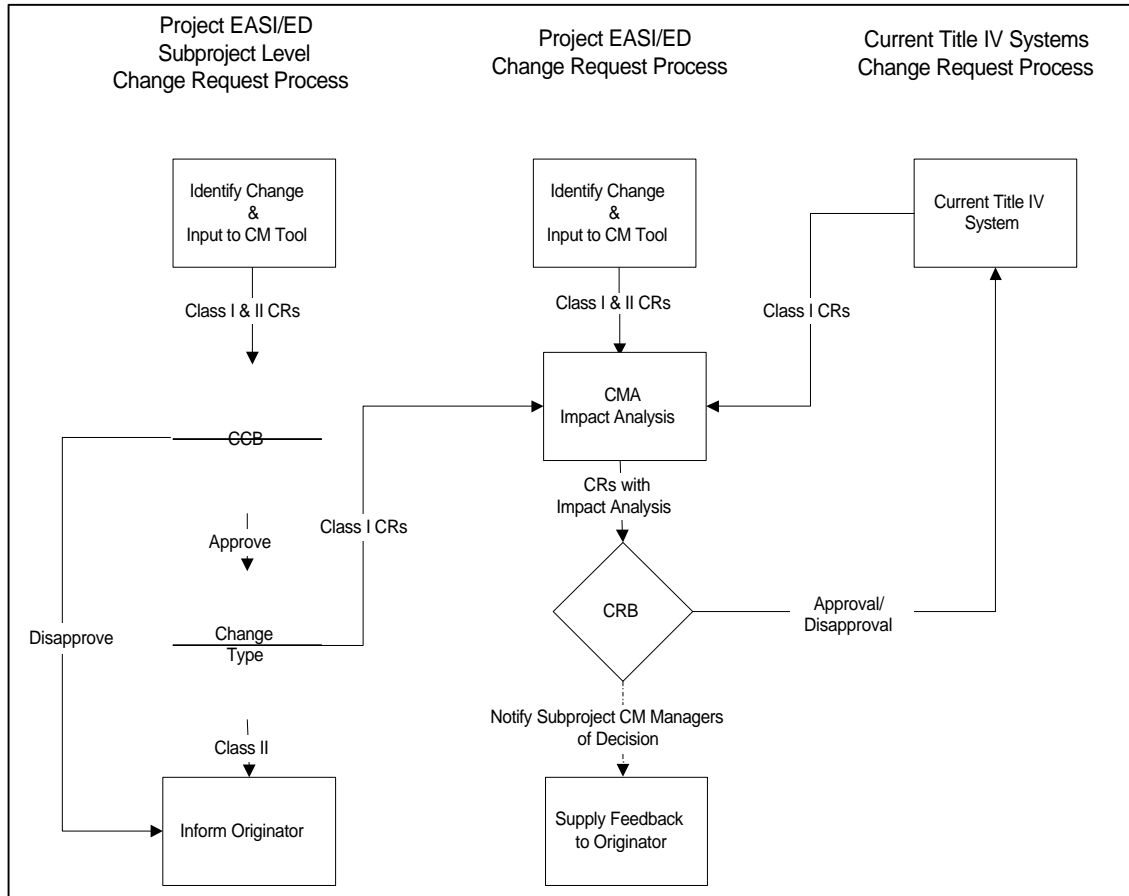 Project EASI/ED
Subproject Level
Change Request Process
Project EASI/ED
Change Request Process
Current Title IV Systems
Change Request Process
Identify Change
&
Input to CM Tool
Identify Change
&
Input to CM Tool
Current Title IV
System
Class I & II CRs
Class I & II CRs
Class I CRs
CMA
Impact Analysis
CCB
CRs with
Impact Analysis
Class I CRs
Approve
CRB
Approval/
Disapproval
Disapprove
Change
Type
Notify Subproject CM Managers
of Decision
Class II
Inform Originator
Supply Feedback
to Originator